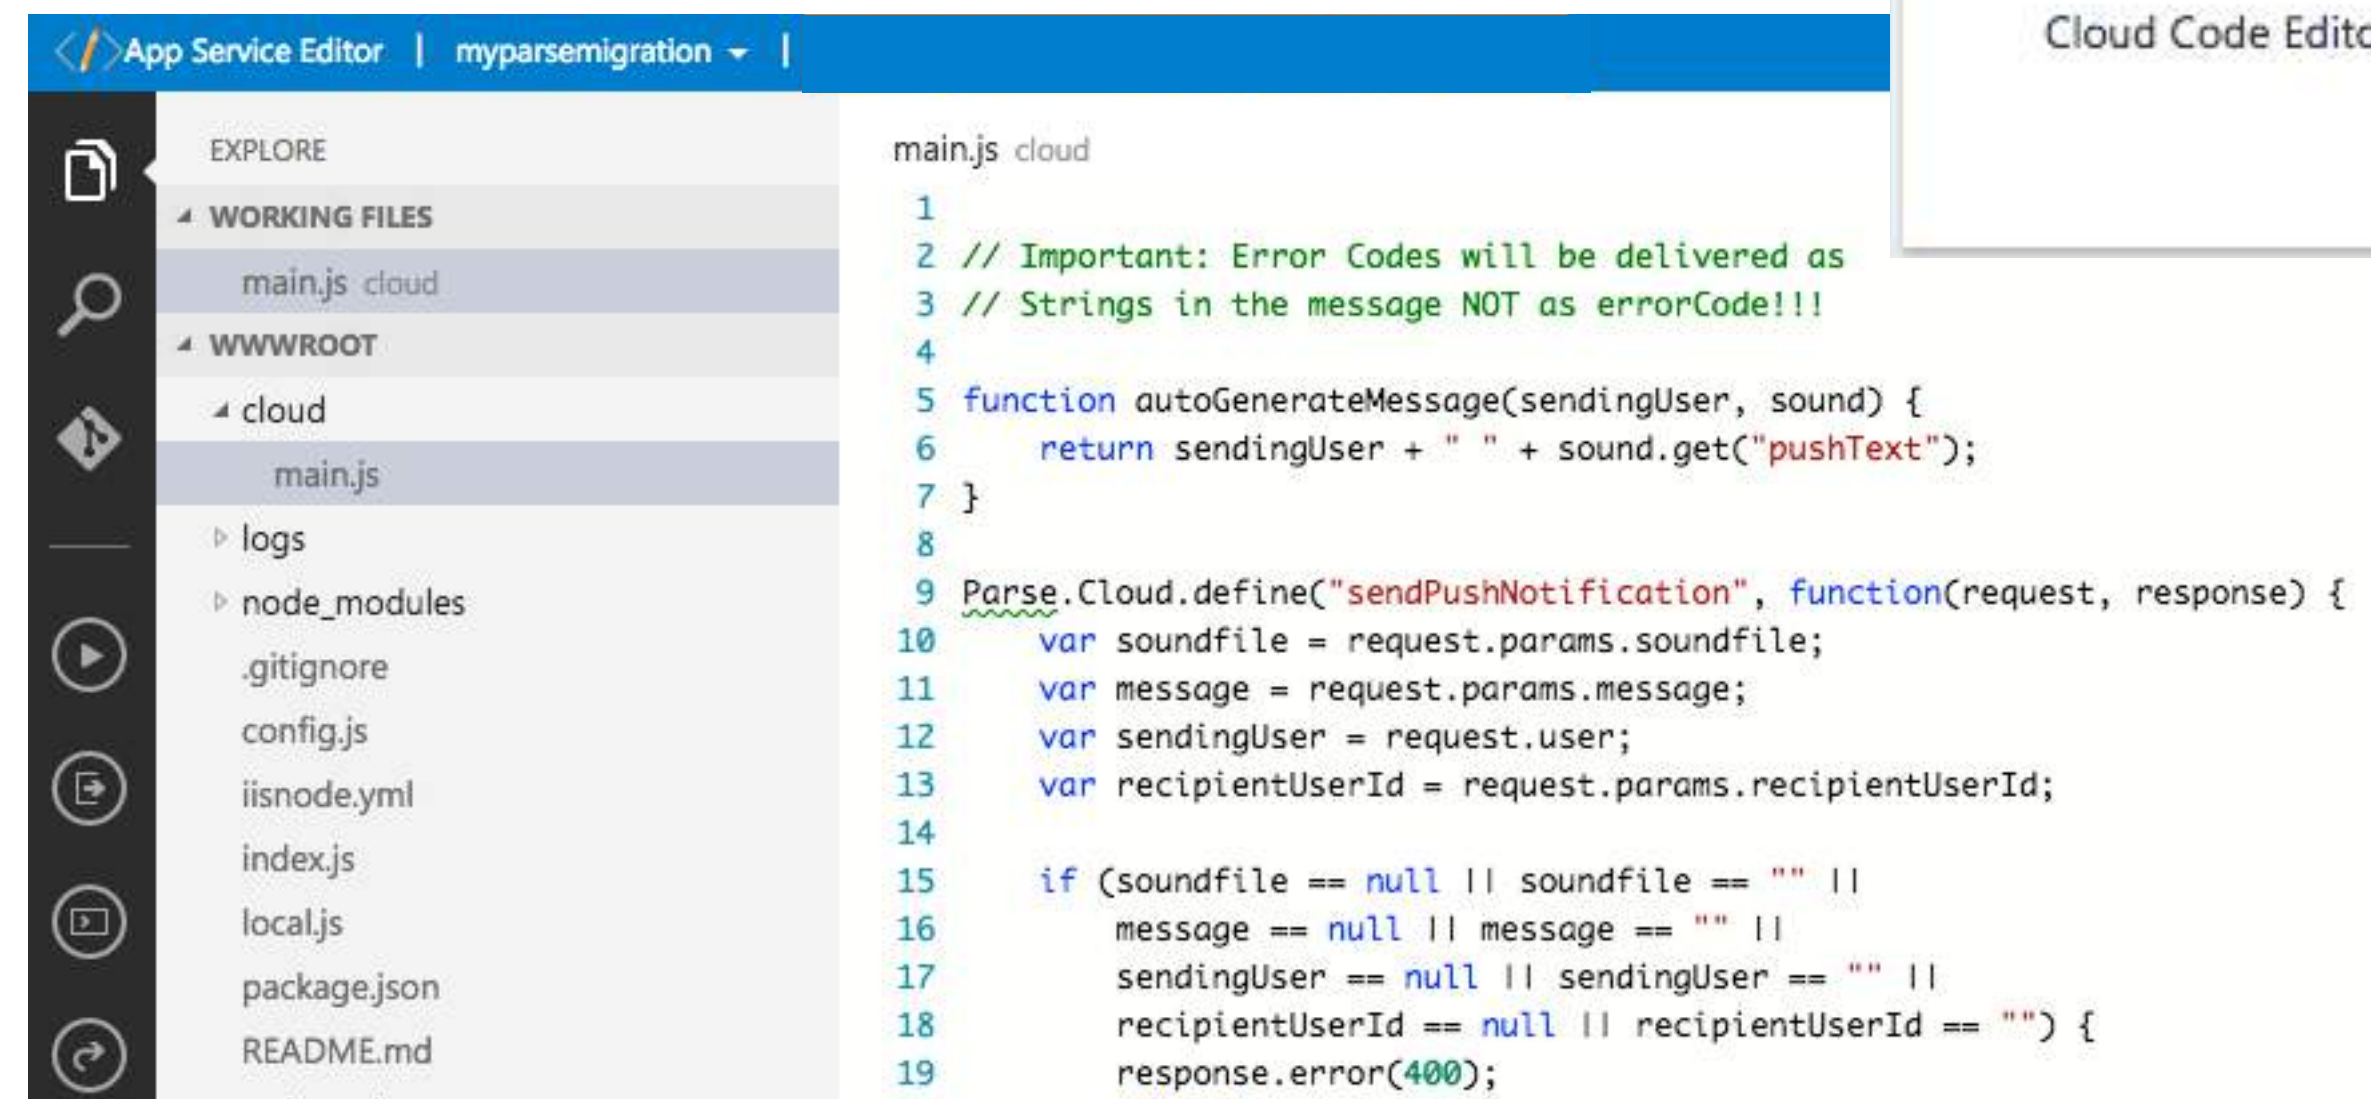 App Service Editor | myparsemigration |
Cloud Code Edito
EXPLORE
WORKING FILES
main.js cloud
WWWROOT
cloud
main.js
logs
node_modules
.gitignore
config.js
iisnode.yml
index.js
local.js
package.json
README.md
main.js cloud
1
2 // Important: Error Codes will be delivered as
3 // Strings in the message NOT as errorCode!!!
4
5 function autoGenerateMessage(sendingUser, sound) {
6     return sendingUser + " " + sound.get("pushText");
7 }
8
9 Parse.Cloud.define("sendPushNotification", function(request, response) {
10     var soundfile = request.params.soundfile;
11     var message = request.params.message;
12     var sendingUser = request.user;
13     var recipientUserId = request.params.recipientUserId;
14
15     if (soundfile == null || soundfile == "" ||
16         message == null || message == "" ||
17         sendingUser == null || sendingUser == "" ||
18         recipientUserId == null || recipientUserId == "") {
19         response.error(400);